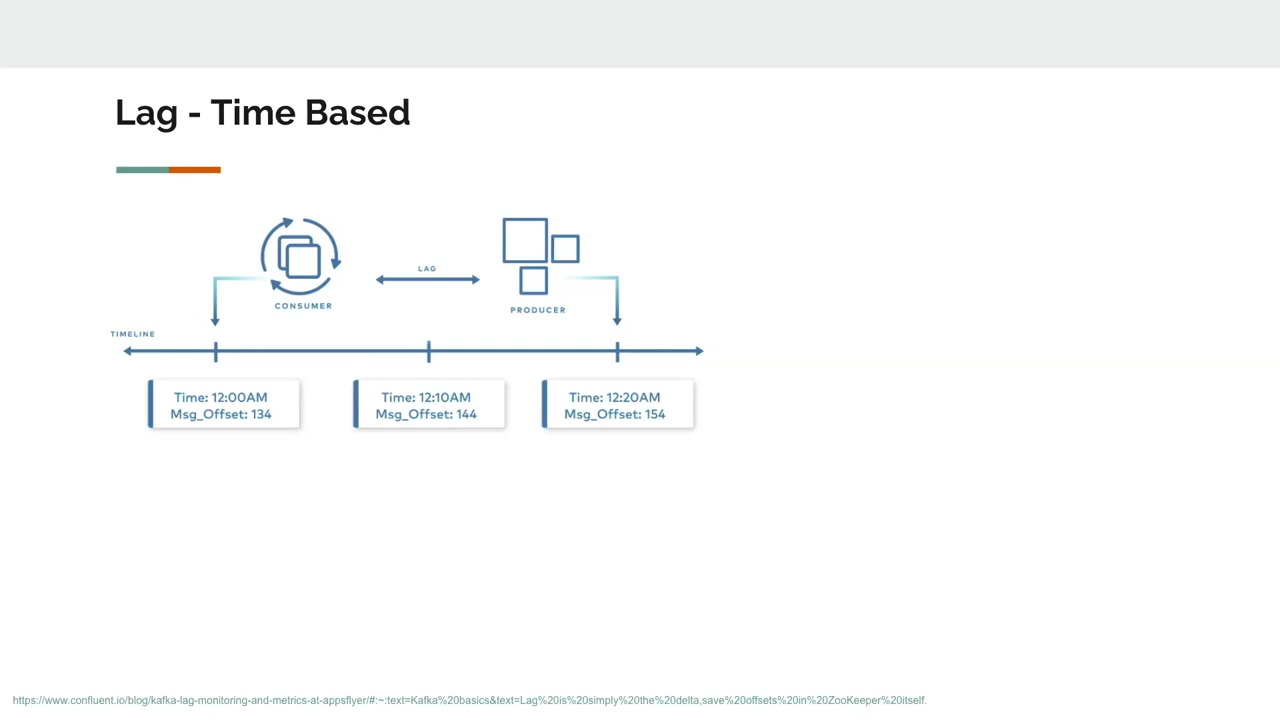 Lag - Time Based
LAG
CONSUMER
PRODUCER
TIMELINE
Time: 12:00AM
Msg_Offset: 134
Time: 12:10AM
Msg_Offset: 144
Time: 12:20AM
Msg_Offset: 154
https://www.confluent.io/blog/kafka-lag-monitoring-and-metrics-at-appsflyer/#:~:text=Kafka%20basics&text=Lag%20is%20simply%20the%20delta,save%20offsets%20in%20ZooKeeper%20itself.